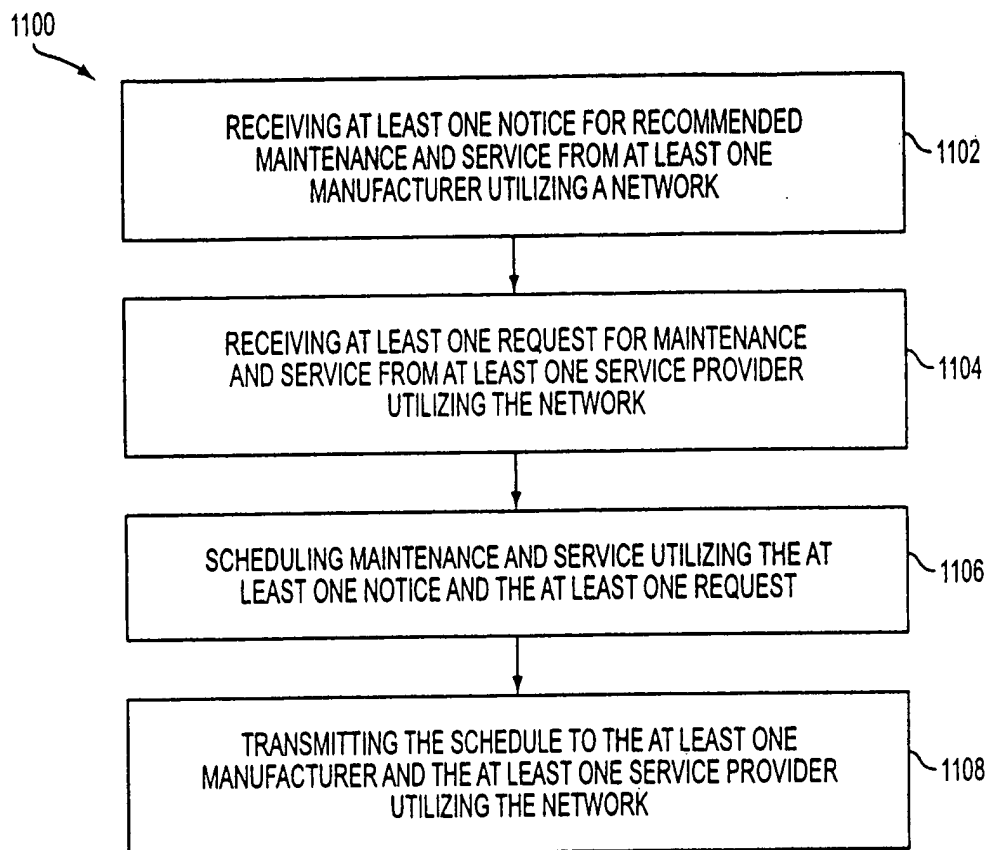 1100
RECEIVING AT LEAST ONE NOTICE FOR RECOMMENDED
MAINTENANCE AND SERVICE FROM AT LEAST ONE
MANUFACTURER UTILIZING A NETWORK
1102
RECEIVING AT LEAST ONE REQUEST FOR MAINTENANCE
AND SERVICE FROM AT LEAST ONE SERVICE PROVIDER
UTILIZING THE NETWORK
1104
SCHEDULING MAINTENANCE AND SERVICE UTILIZING THE AT
LEAST ONE NOTICE AND THE AT LEAST ONE REQUEST
1106
TRANSMITTING THE SCHEDULE TO THE AT LEAST ONE
MANUFACTURER AND THE AT LEAST ONE SERVICE PROVIDER
UTILIZING THE NETWORK
1108